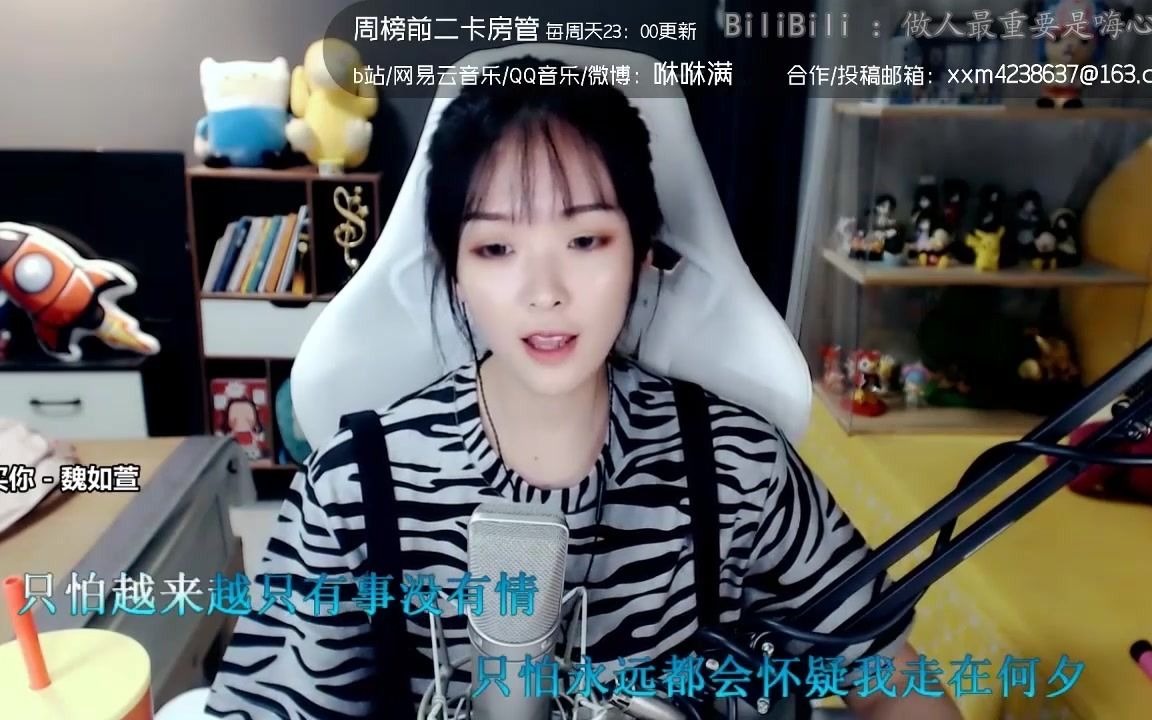 周榜前二卡房管 每周天23：00更新
BiliBili ：做人最重要是嗨心
b站/网易云音乐/QQ音乐/微博：咻咻满
合作/投稿邮箱：xxm4238637@163.c
你 - 魏如萱
只怕越来越只有事没有情
只怕永远都会怀疑我走在何夕